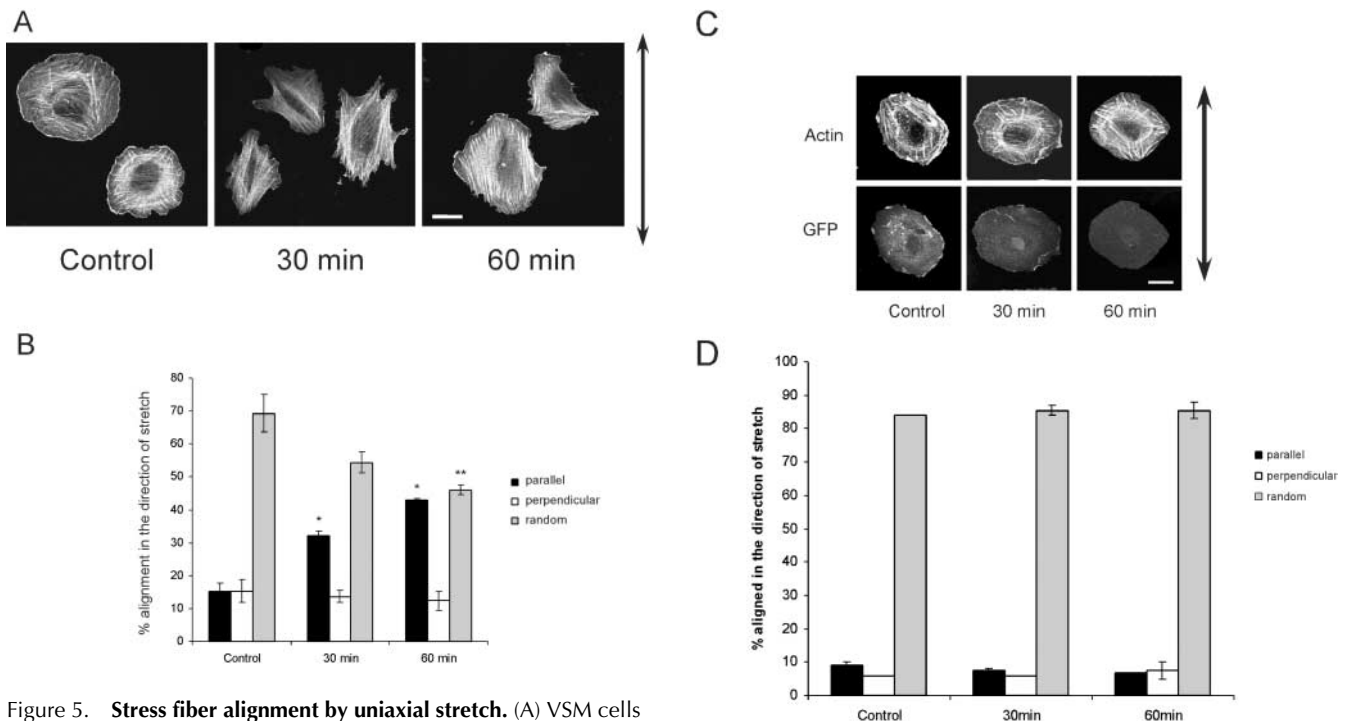 A
Control
30 min
60 min
B
% alignment in the direction of stretch
80
70
60
50
40
30
20
10
0
*
*
**
Control
30 min
60 min
parallel
perpendicular
random
Figure 5. Stress fiber alignment by uniaxial stretch. (A) VSM cells
C
Actin
GFP
Control
30 min
60 min
D
% aligned in the direction of stretch
100
90
80
70
60
50
40
30
20
10
0
Control
30min
60min
parallel
perpendicular
random